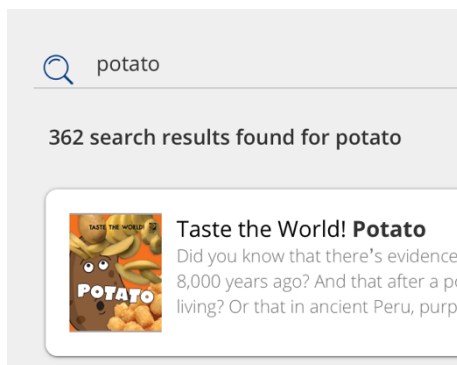 potato
362 search results found for potato
TASTE THE WORLD!
POTATO
Taste the World! Potato
Did you know that there's evidence
8,000 years ago? And that after a po
living? Or that in ancient Peru, purp